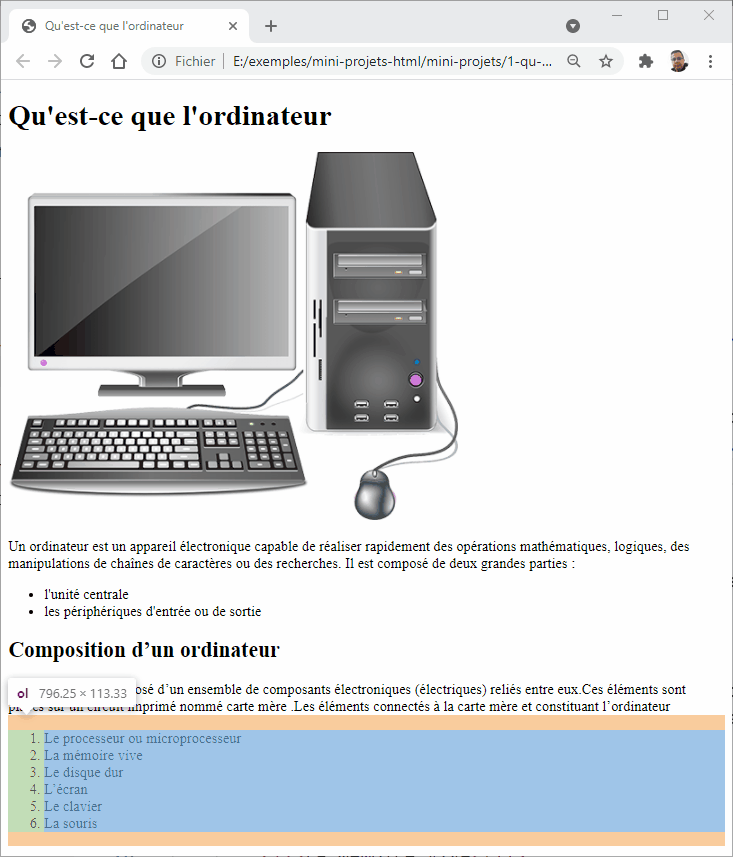 Qu'est-ce que l'ordinateur
Fichier | E:/exemples/mini-projets-html/mini-projets/1-qu-...
Qu'est-ce que l'ordinateur
Un ordinateur est un appareil électronique capable de réaliser rapidement des opérations mathématiques, logiques, des
manipulations de chaînes de caractères ou des recherches. Il est composé de deux grandes parties :
• l'unité centrale
• les périphériques d'entrée ou de sortie
Composition d’un ordinateur
ol 796.25 × 113.33
d’un ensemble de composants électroniques (électriques) reliés entre eux.Ces éléments sont
sur un circuit imprimé nommé carte mère .Les éléments connectés à la carte mère et constituant l’ordinateur
1. Le processeur ou microprocesseur
2. La mémoire vive
3. Le disque dur
4. L’écran
5. Le clavier
6. La souris